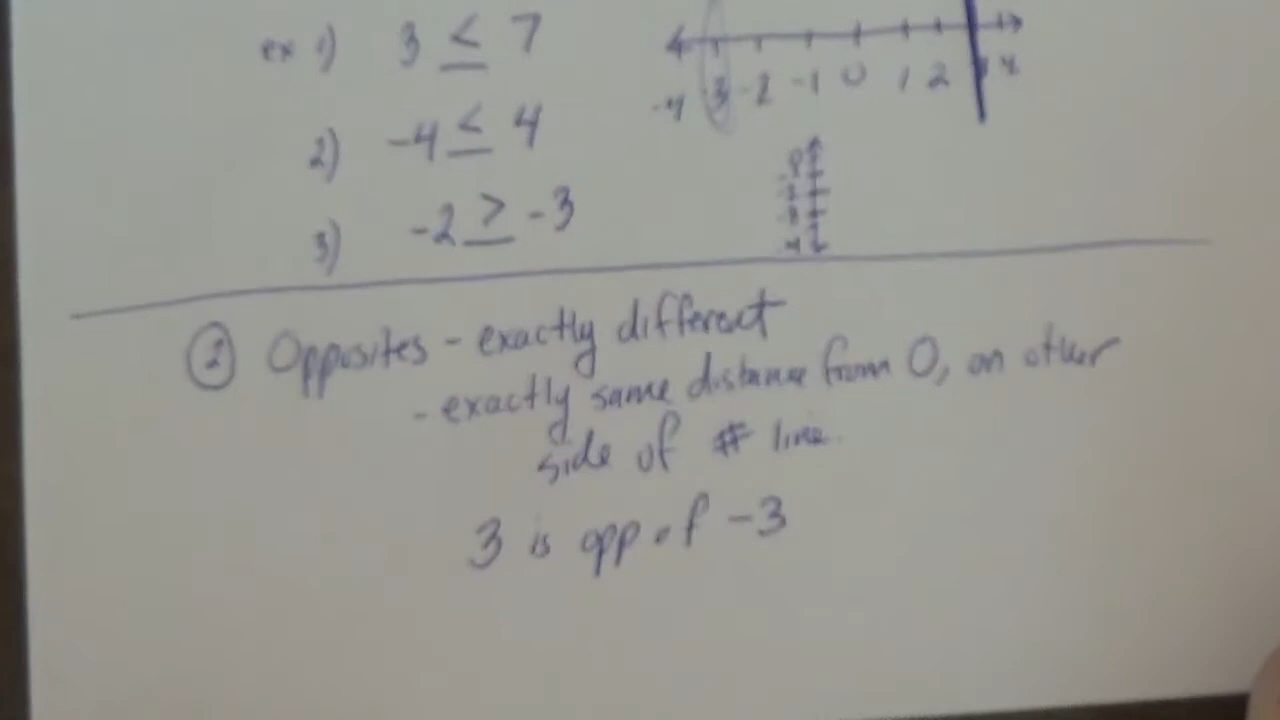 ex 1) 3 ≤ 7
-4 -3 -2 -1 0 1 2 3 4
2) -4 ≤ 4
3) -2 ≥ -3
② Opposites - exactly different
- exactly same distance from 0, on other
side of # line.
3 is opp of -3